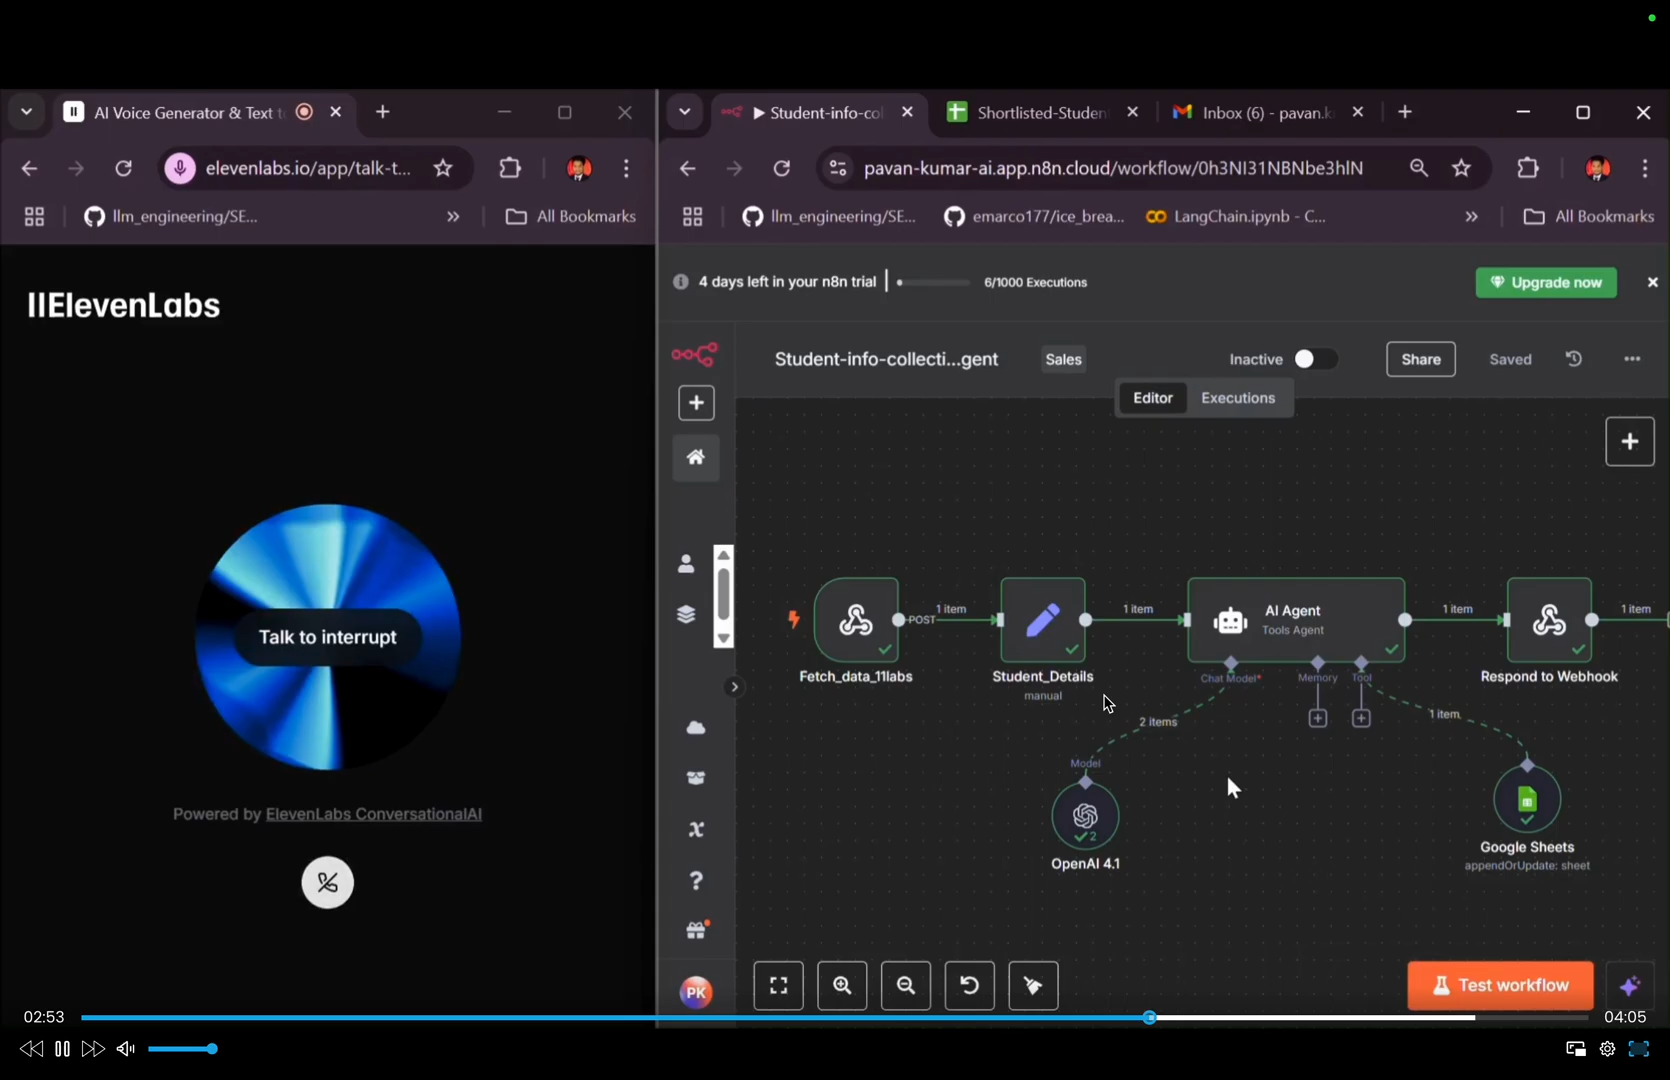 AI Voice Generator & Text to
elevenlabs.io/app/talk-t...
llm_engineering/SE...
All Bookmarks
IIElevenLabs
Talk to interrupt
Powered by ElevenLabs ConversationalAI
Student-info-col
Shortlisted-Studen
Inbox (6) - pavan.k
pavan-kumar-ai.app.n8n.cloud/workflow/0h3NI31NBNbe3hlN
llm_engineering/SE...
emarco177/ice_brea...
LangChain.ipynb - C...
All Bookmarks
4 days left in your n8n trial
6/1000 Executions
Upgrade now
Student-info-collecti...gent
Sales
Inactive
Share
Saved
Editor
Executions
POST
1 item
1 item
AI Agent
Tools Agent
1 item
1 item
Fetch_data_11labs
Student_Details
manual
Chat Model*
Memory
Tool
Respond to Webhook
2 items
1 item
Model
2
OpenAI 4.1
Google Sheets
appendOrUpdate: sheet
PK
Test workflow
02:53
04:05